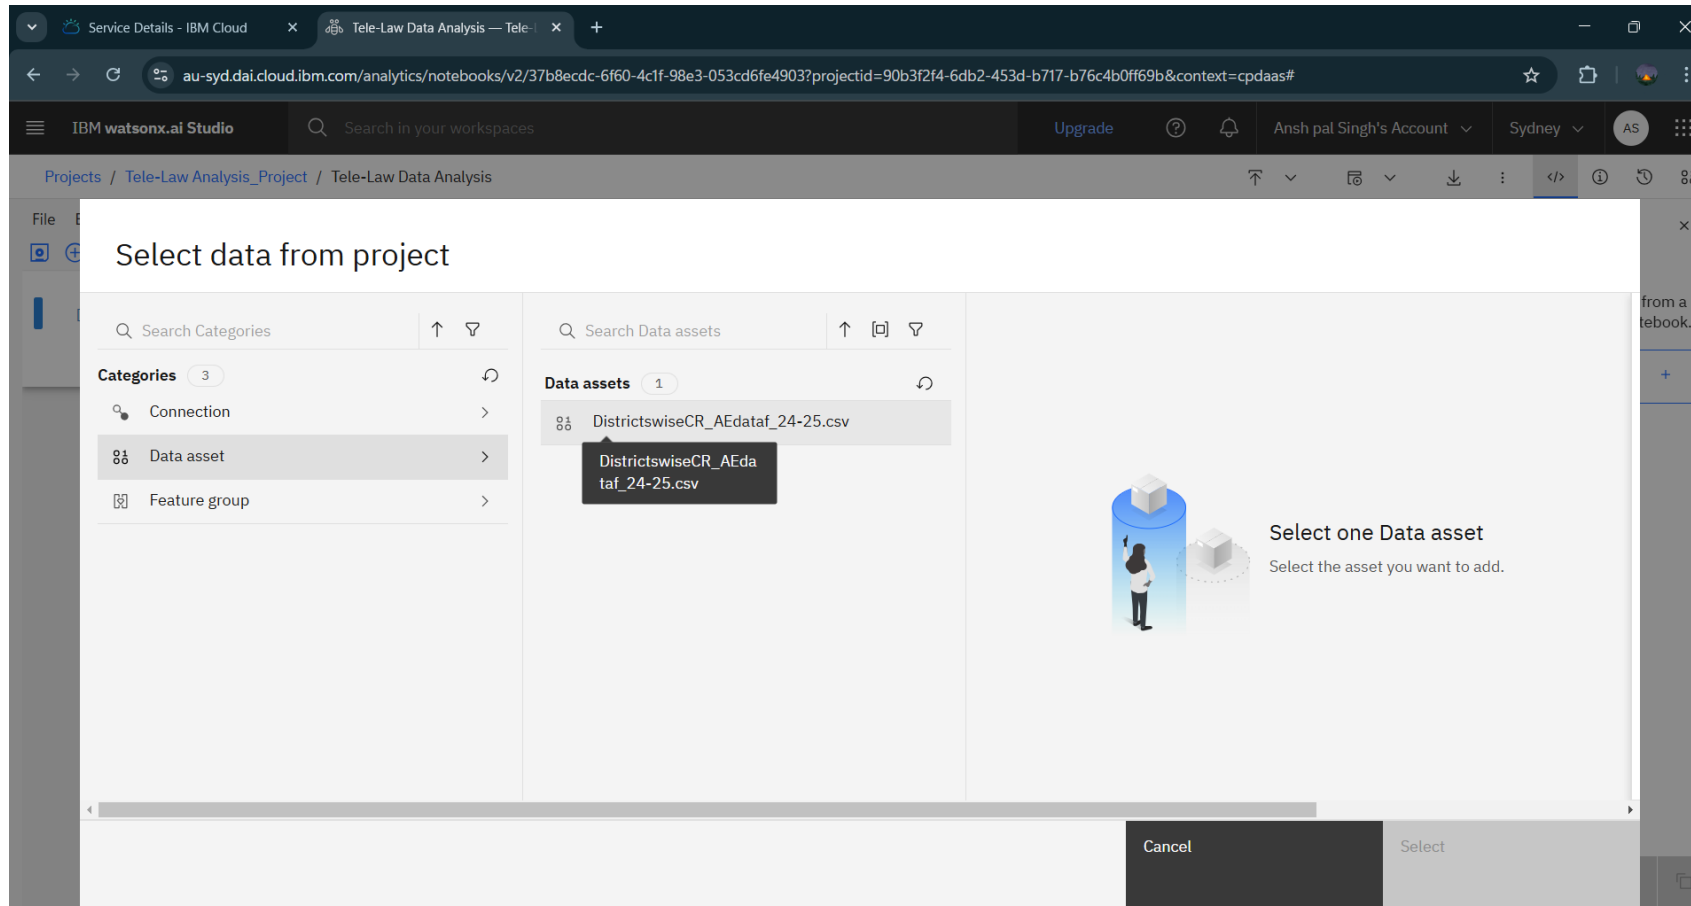 Service Details - IBM Cloud
Tele-Law Data Analysis — Tele-
au-syd.dai.cloud.ibm.com/analytics/notebooks/v2/37b8ecdc-6f60-4c1f-98e3-053cd6fe4903?projectid=90b3f2f4-6db2-453d-b717-b76c4b0ff69b&context=cpdaas#
IBM watsonx.ai Studio
Search in your workspaces
Upgrade
Ansh pal Singh's Account
Sydney
AS
Projects / Tele-Law Analysis_Project / Tele-Law Data Analysis
File
Select data from project
from a
tebook.
Search Categories
Search Data assets
Categories 3
Data assets 1
Connection
DistrictswiseCR_AEdataf_24-25.csv
Data asset
DistrictswiseCR_AEda
taf_24-25.csv
Feature group
Select one Data asset
Select the asset you want to add.
Cancel
Select